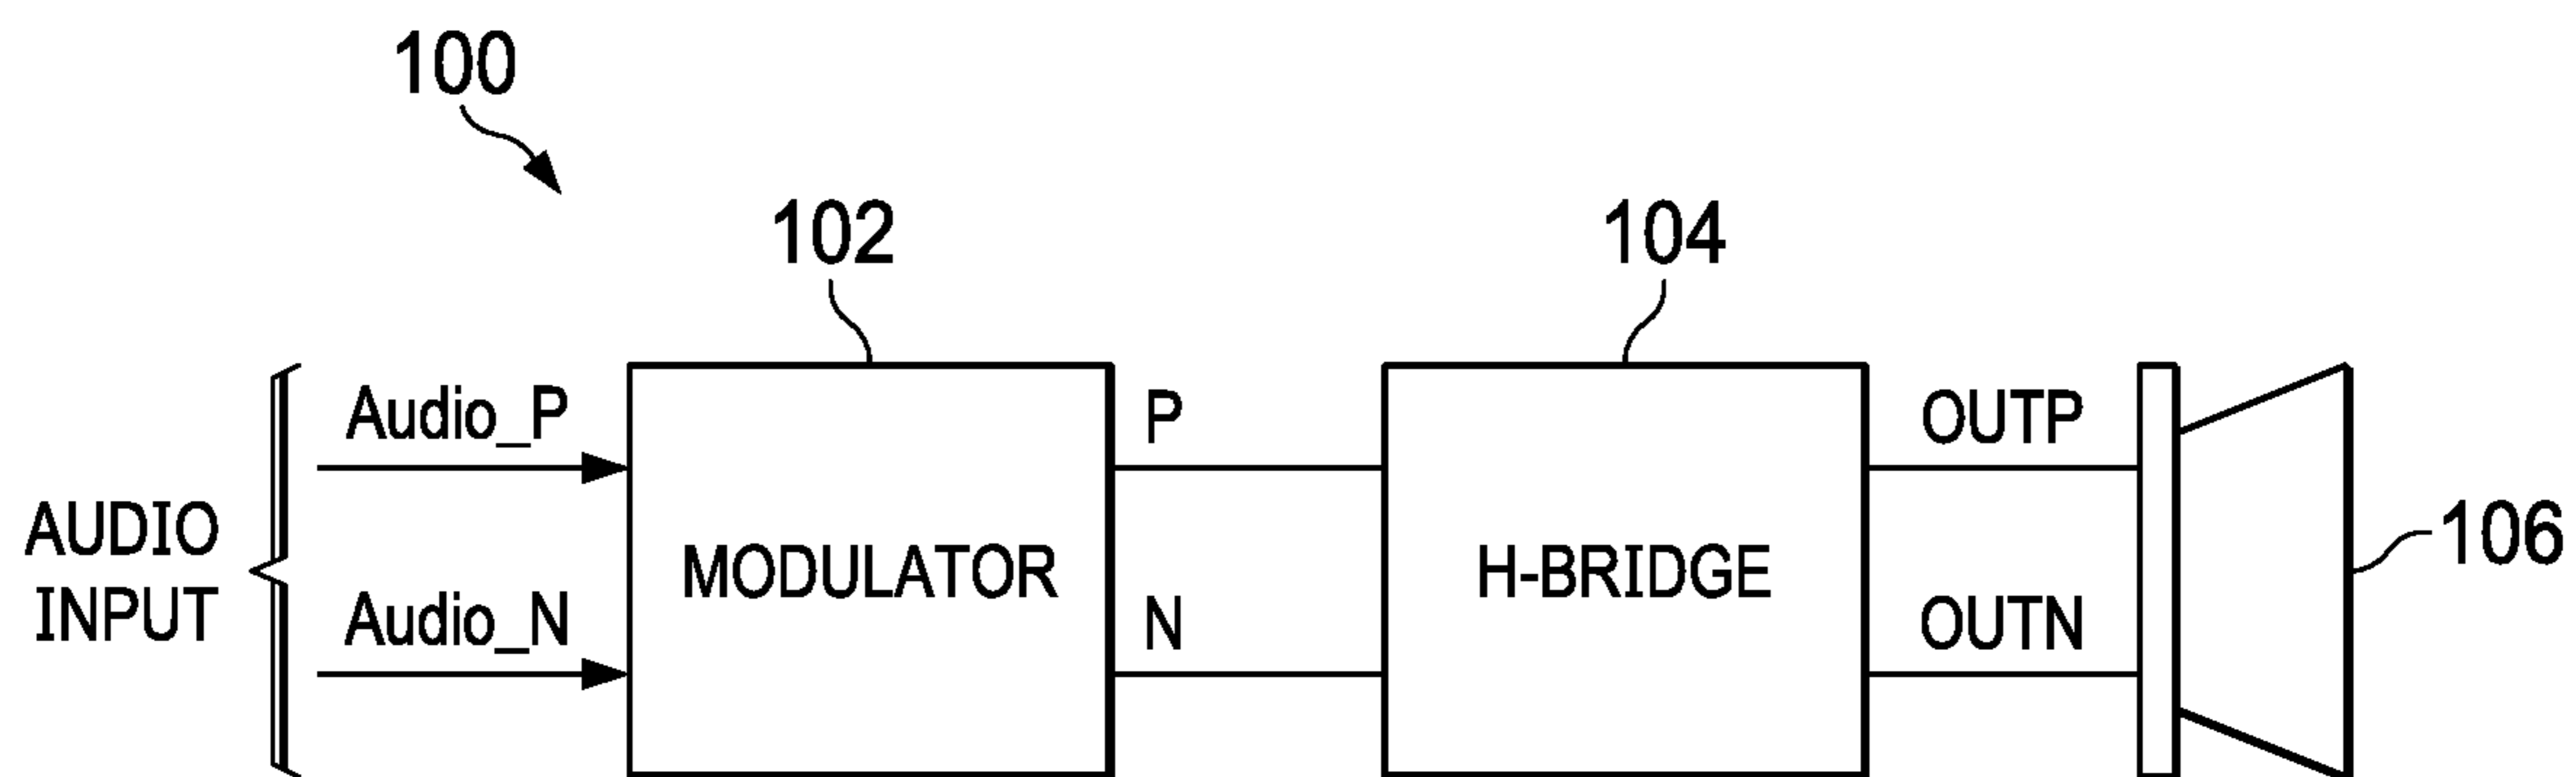 100
102
104
Audio_P
P
OUTP
AUDIO
INPUT
MODULATOR
H-BRIDGE
106
Audio_N
N
OUTN